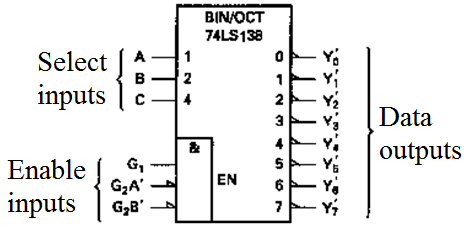 BIN/OCT
74LS138
Select inputs
A 1
B 2
C 4
0 Y₀'
1 Y₁'
2 Y₂'
3 Y₃'
4 Y₄'
5 Y₅'
6 Y₆'
7 Y₇'
Data outputs
Enable inputs
&
G₁
G₂A'
G₂B'
EN